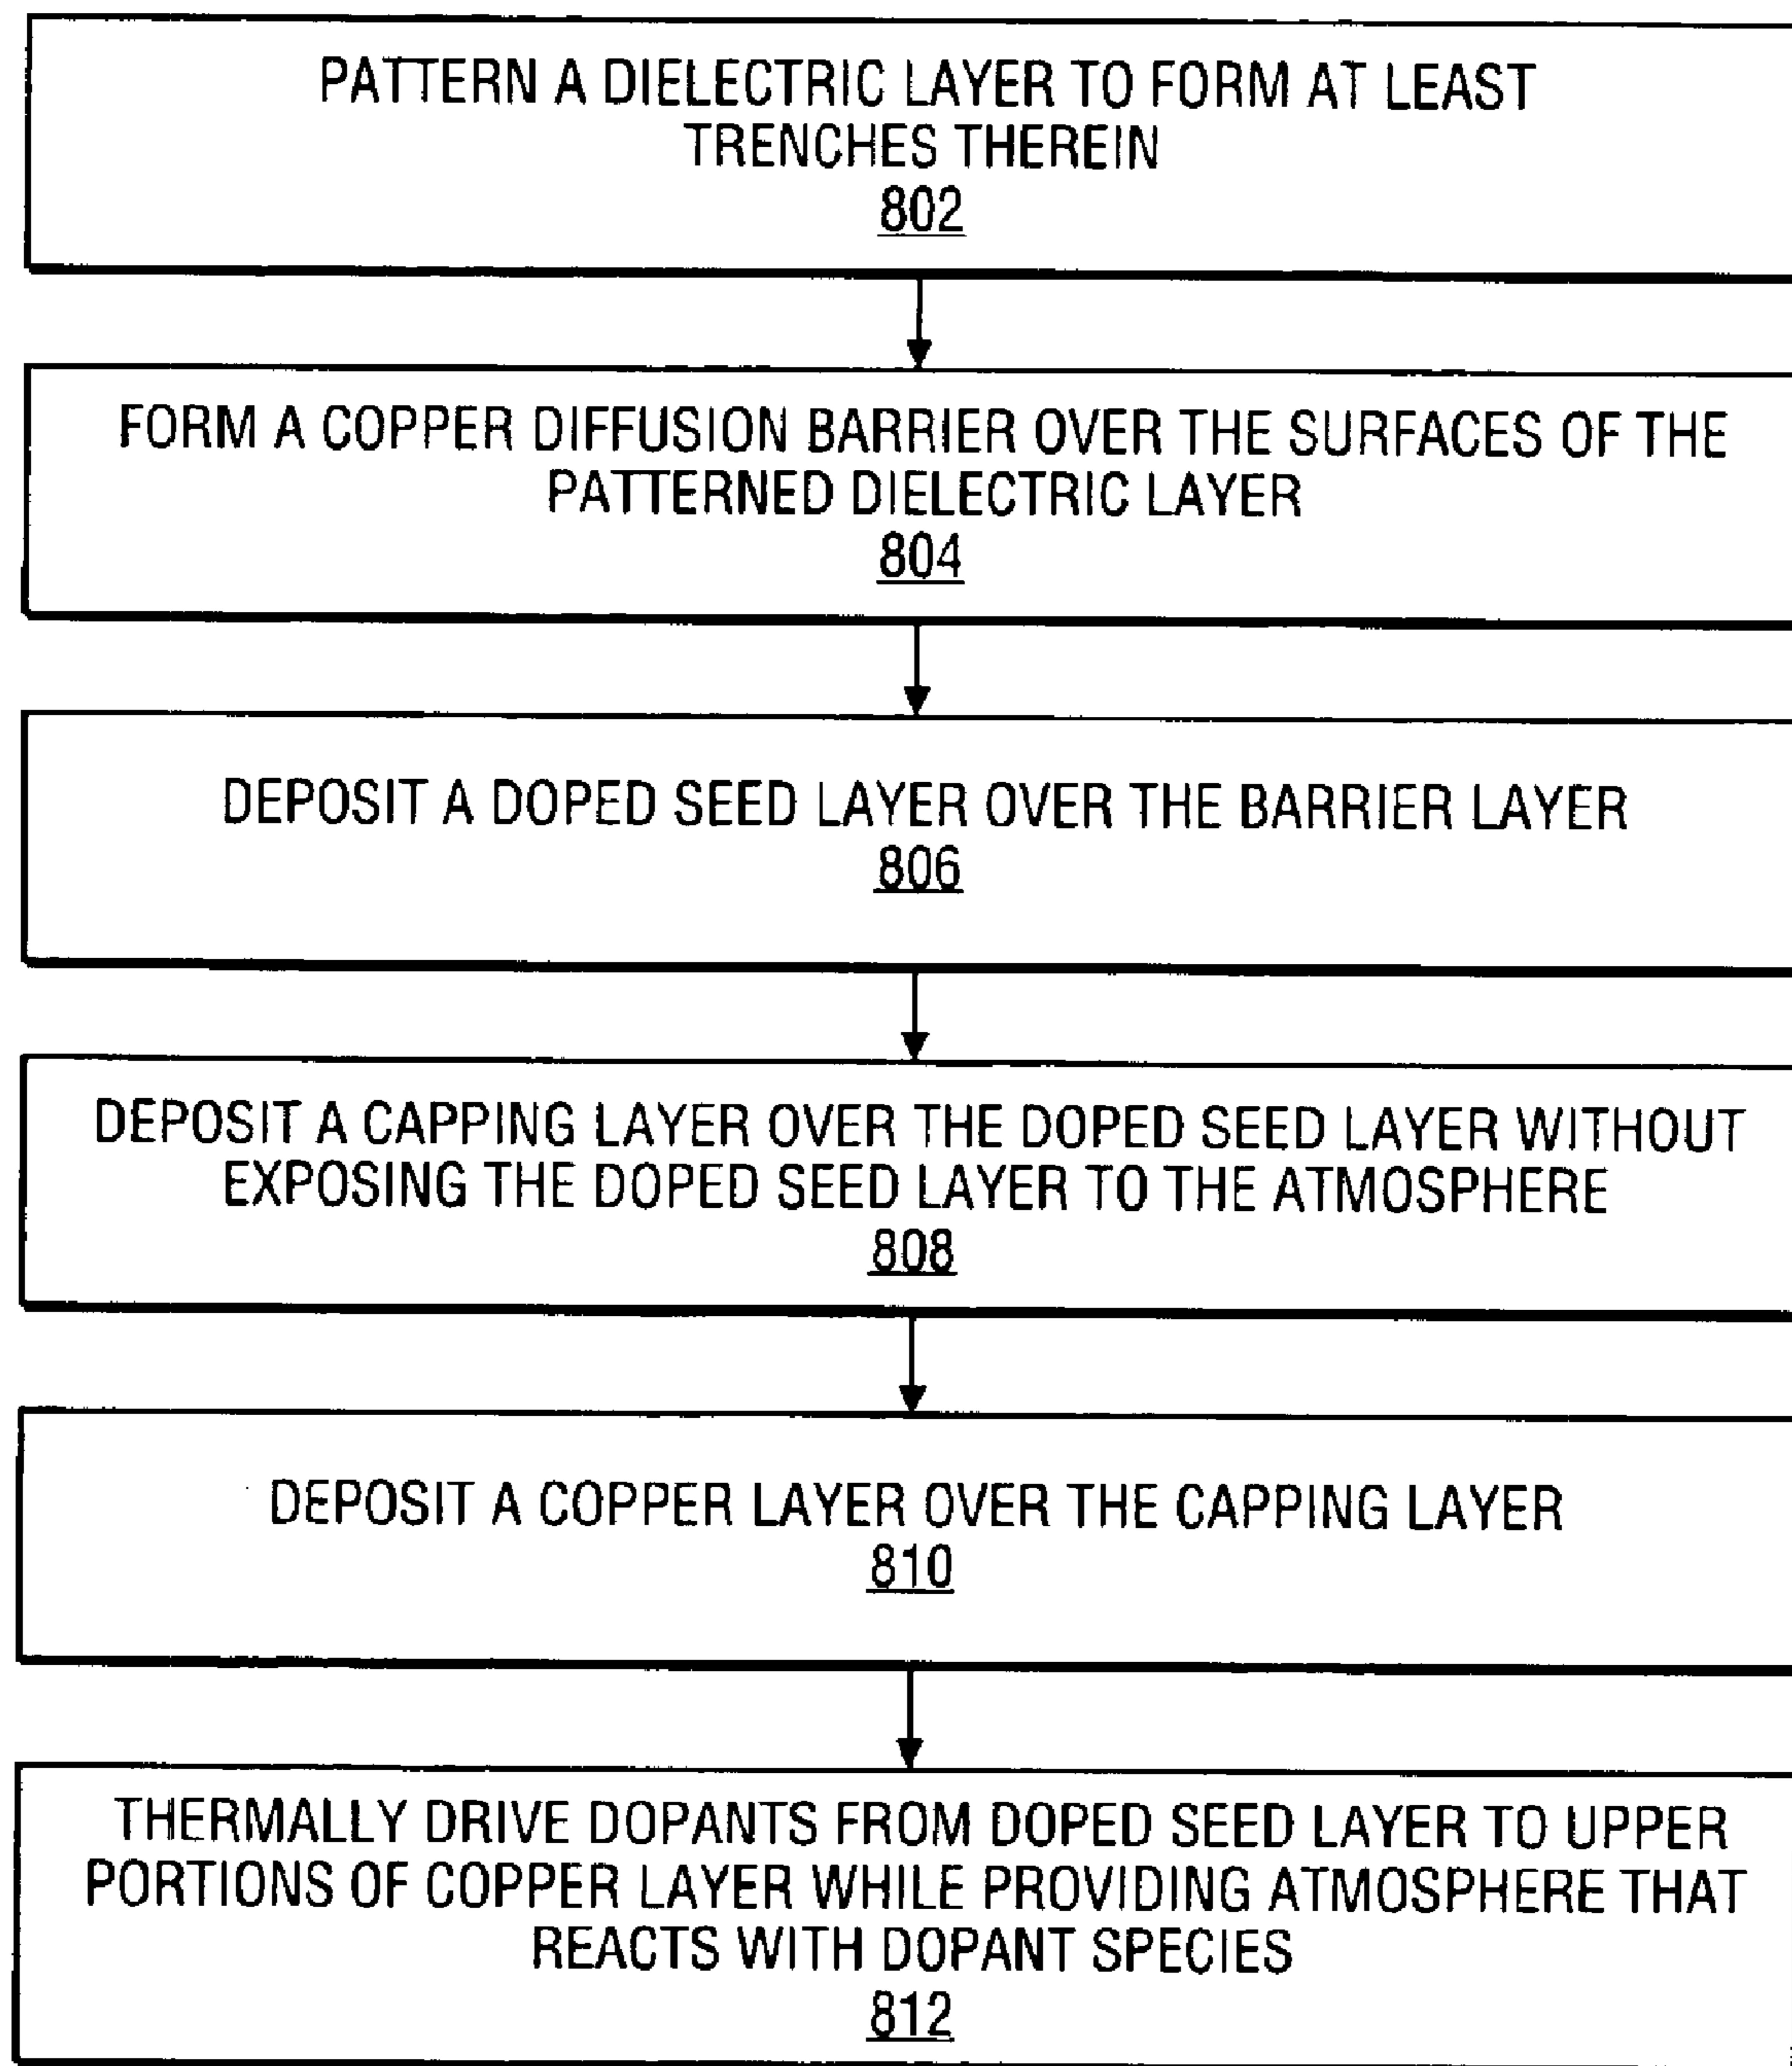 PATTERN A DIELECTRIC LAYER TO FORM AT LEAST
TRENCHES THEREIN
802
FORM A COPPER DIFFUSION BARRIER OVER THE SURFACES OF THE
PATTERNED DIELECTRIC LAYER
804
DEPOSIT A DOPED SEED LAYER OVER THE BARRIER LAYER
806
DEPOSIT A CAPPING LAYER OVER THE DOPED SEED LAYER WITHOUT
EXPOSING THE DOPED SEED LAYER TO THE ATMOSPHERE
808
DEPOSIT A COPPER LAYER OVER THE CAPPING LAYER
810
THERMALLY DRIVE DOPANTS FROM DOPED SEED LAYER TO UPPER
PORTIONS OF COPPER LAYER WHILE PROVIDING ATMOSPHERE THAT
REACTS WITH DOPANT SPECIES
812